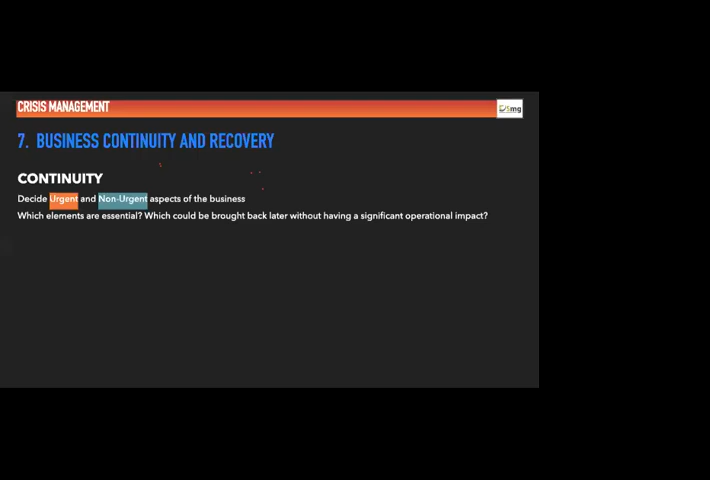 CRISIS MANAGEMENT
5mg
7. BUSINESS CONTINUITY AND RECOVERY
CONTINUITY
Decide Urgent and Non-Urgent aspects of the business
Which elements are essential? Which could be brought back later without having a significant operational impact?